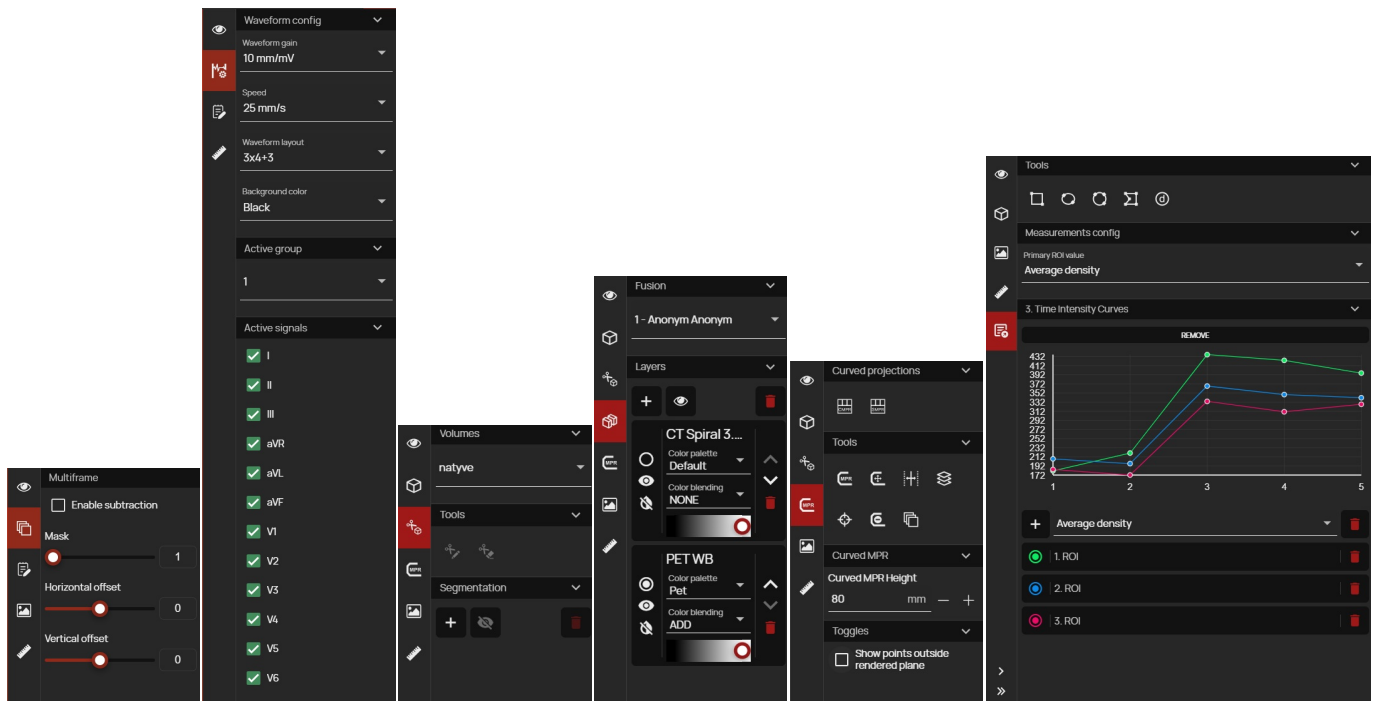 Multiframe
Enable subtraction
Mask
1
Horizontal offset
0
Vertical offset
0
Waveform config
Waveform gain
10 mm/mV
Speed
25 mm/s
Waveform layout
3x4+3
Background color
Black
Active group
1
Active signals
I
II
III
aVR
aVL
aVF
V1
V2
V3
V4
V5
V6
Volumes
natyve
Tools
MPR
Segmentation
Fusion
1 - Anonym Anonym
Layers
CT Spiral 3....
Color palette
Default
Color blending
NONE
MPR
PET WB
Color palette
Pet
Color blending
ADD
Curved projections
CMPR
SMPR
Tools
MPR
MPR
Curved MPR
Curved MPR Height
80 mm
Toggles
Show points outside
rendered plane
Tools
d
Measurements config
Primary ROI value
Average density
3. Time Intensity Curves
REMOVE
432
412
392
372
352
332
312
292
272
252
232
212
192
172
1 2 3 4 5
Average density
1. ROI
2. ROI
3. ROI